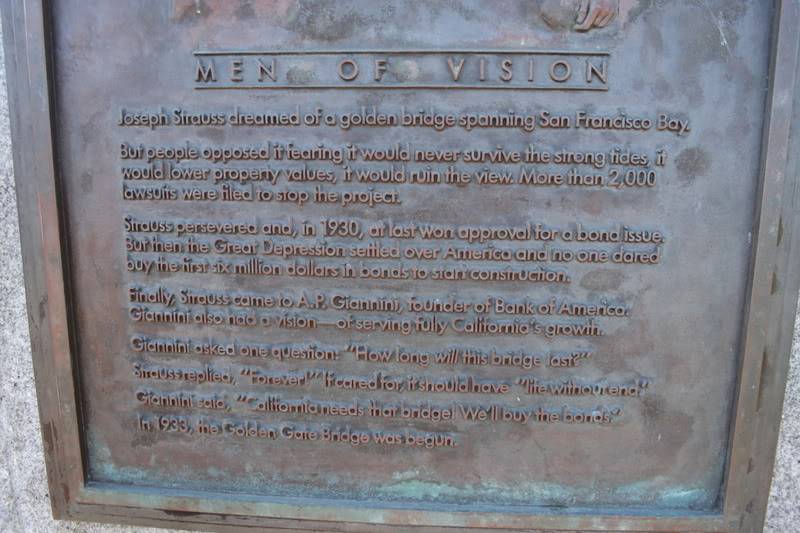 MEN OF VISION
Joseph Strauss dreamed of a golden bridge spanning San Francisco Bay.
But people opposed it fearing it would never survive the strong tides, it
would lower property values, it would ruin the view. More than 2,000
lawsuits were filed to stop the project.
Strauss persevered and, in 1930, at last won approval for a bond issue.
But then the Great Depression settled over America and no one dared
buy the first six million dollars in bonds to start construction.
Finally, Strauss came to A.P. Giannini, founder of Bank of America.
Giannini also had a vision—of serving fully California's growth.
Giannini asked one question: "How long will this bridge last?"
Strauss replied, "Forever!" If cared for, it should have "life without end."
Giannini said, "California needs that bridge! We'll buy the bonds."
In 1933, the Golden Gate Bridge was begun.